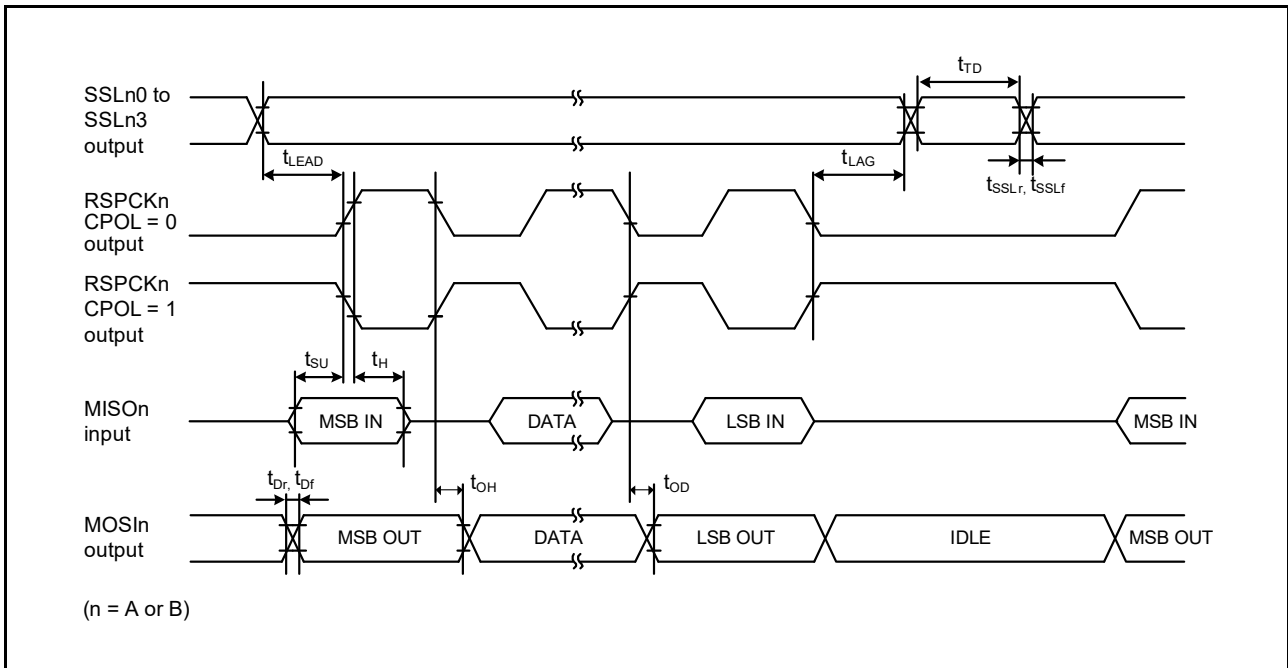 tTD
SSLn0 to
SSLn3
output
tLEAD
tLAG
tSSLr, tSSLf
RSPCKn
CPOL = 0
output
RSPCKn
CPOL = 1
output
tSU
tH
MISOn
input
MSB IN
DATA
LSB IN
MSB IN
tDr, tDf
tOH
tOD
MOSIn
output
MSB OUT
DATA
LSB OUT
IDLE
MSB OUT
(n = A or B)